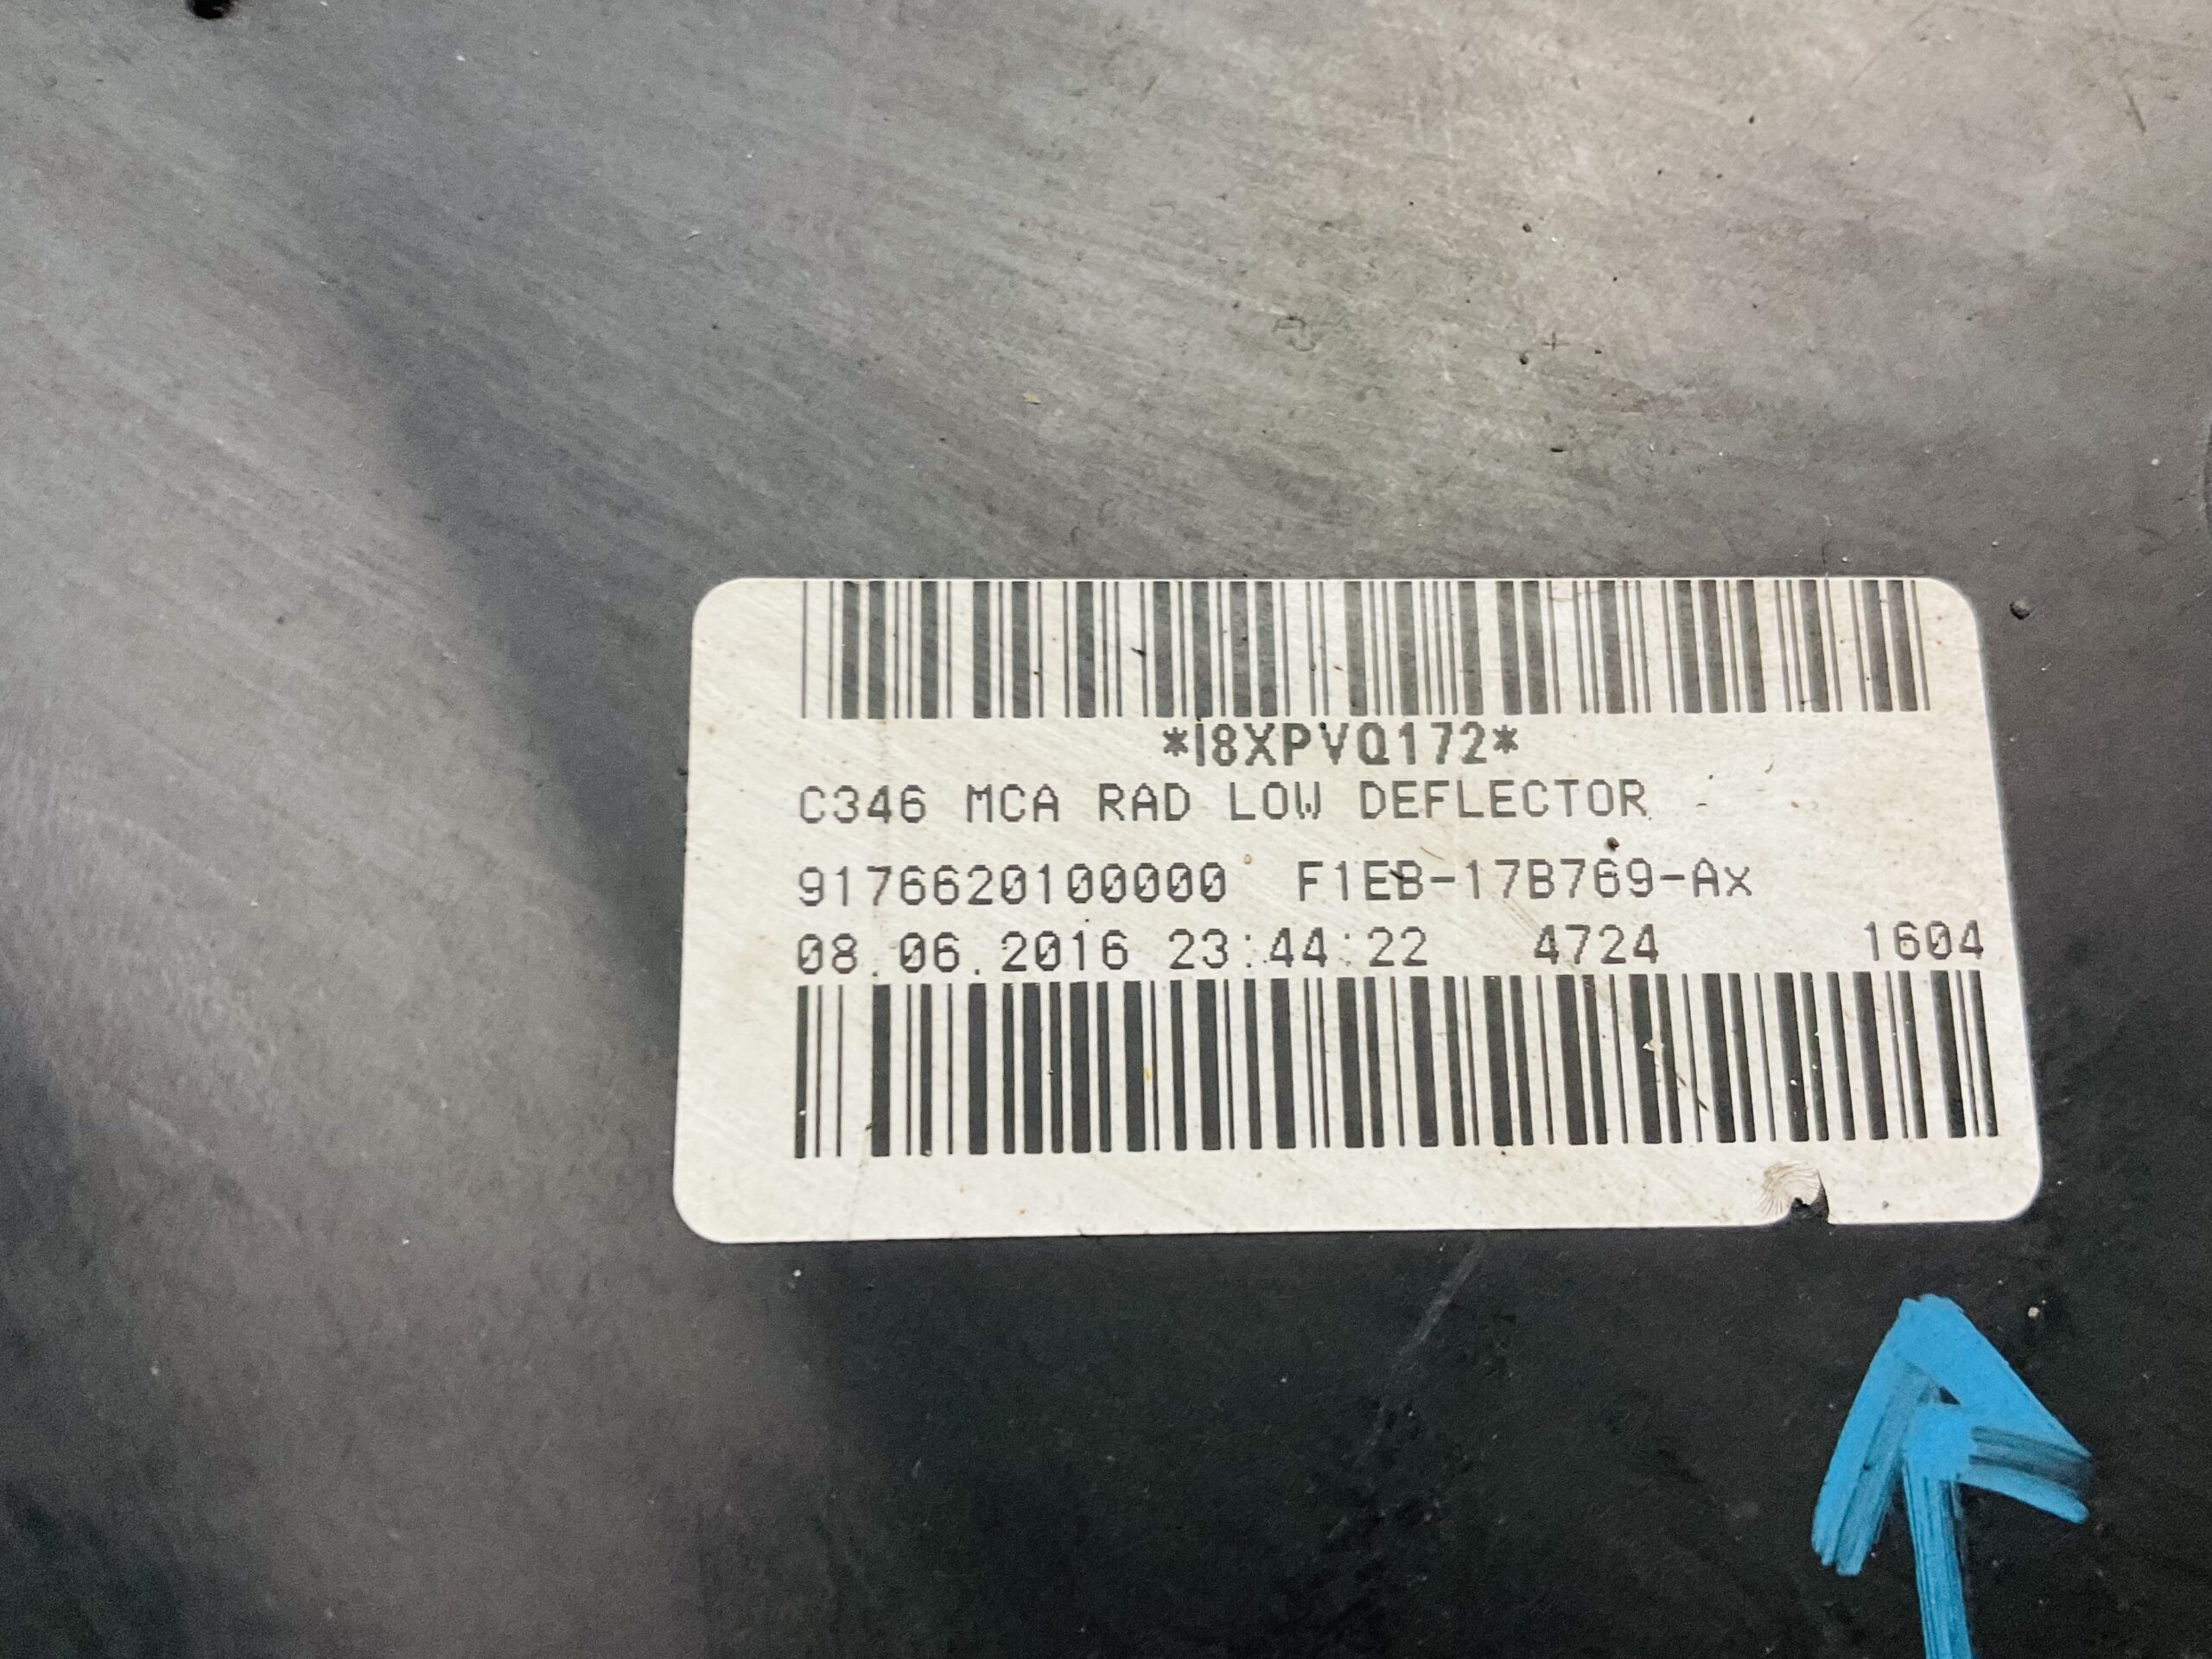 *I8XPVQ172*
C346 MCA RAD LOW DEFLECTOR
9176620100000 F1EB-17B769-Ax
08.06.2016 23:44:22 4724 1604